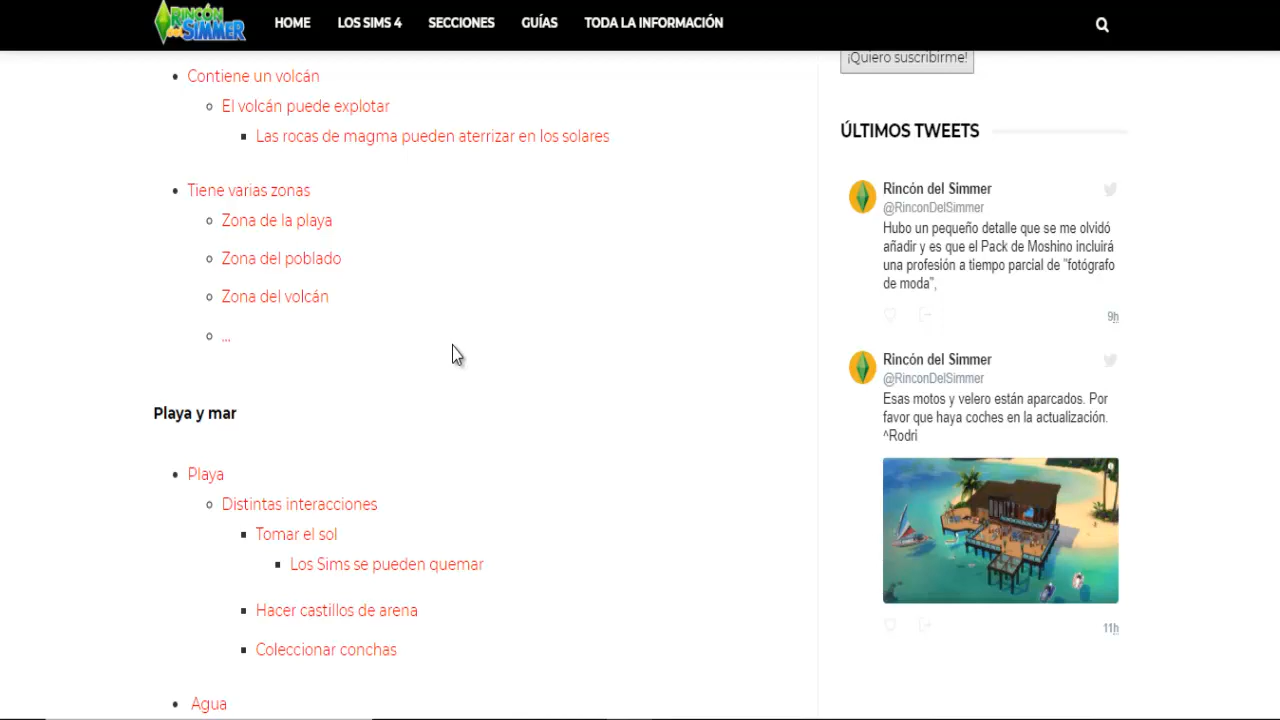 RINCÓN
del SIMMER
HOME
LOS SIMS 4
SECCIONES
GUÍAS
TODA LA INFORMACIÓN
Contiene un volcán
El volcán puede explotar
Las rocas de magma pueden aterrizar en los solares
Tiene varias zonas
Zona de la playa
Zona del poblado
Zona del volcán
...
Playa y mar
Playa
Distintas interacciones
Tomar el sol
Los Sims se pueden quemar
Hacer castillos de arena
Coleccionar conchas
Agua
¡Quiero suscribirme!
ÚLTIMOS TWEETS
Rincón del Simmer
@RinconDelSimmer
Hubo un pequeño detalle que se me olvidó
añadir y es que el Pack de Moshino incluirá
una profesión a tiempo parcial de "fotógrafo
de moda",
9h
Rincón del Simmer
@RinconDelSimmer
Esas motos y velero están aparcados. Por
favor que haya coches en la actualización.
^Rodri
11h